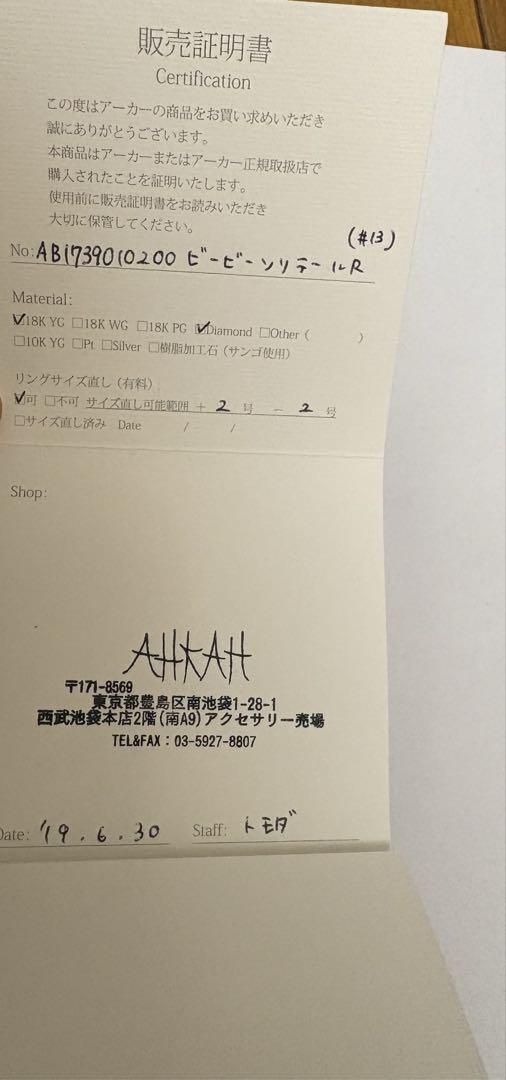 販売証明書
Certification
この度はアーカーの商品をお買い求めいただき
誠にありがとうございます。
本商品はアーカーまたはアーカー正規取扱店で
購入されたことを証明いたします。
使用前に販売証明書をお読みいただき
大切に保管してください。
(#13)
No: ABi7739010200 ビービーソリテールR
Material:
☑18K YG □18K WG □18K PG ☑Diamond □Other ( )
□10K YG □Pt □Silver □樹脂加工石（サンゴ使用）
リングサイズ直し（有料）
☑可 □不可 サイズ直し可能範囲 + 2 号 − 2 号
□サイズ直し済み Date / /
Shop:
AHKAH
〒171-8569
東京都豊島区南池袋1-28-1
西武池袋本店2階(南A9)アクセサリー売場
TEL&FAX：03-5927-8807
Date: '19.6.30 Staff: トモダ